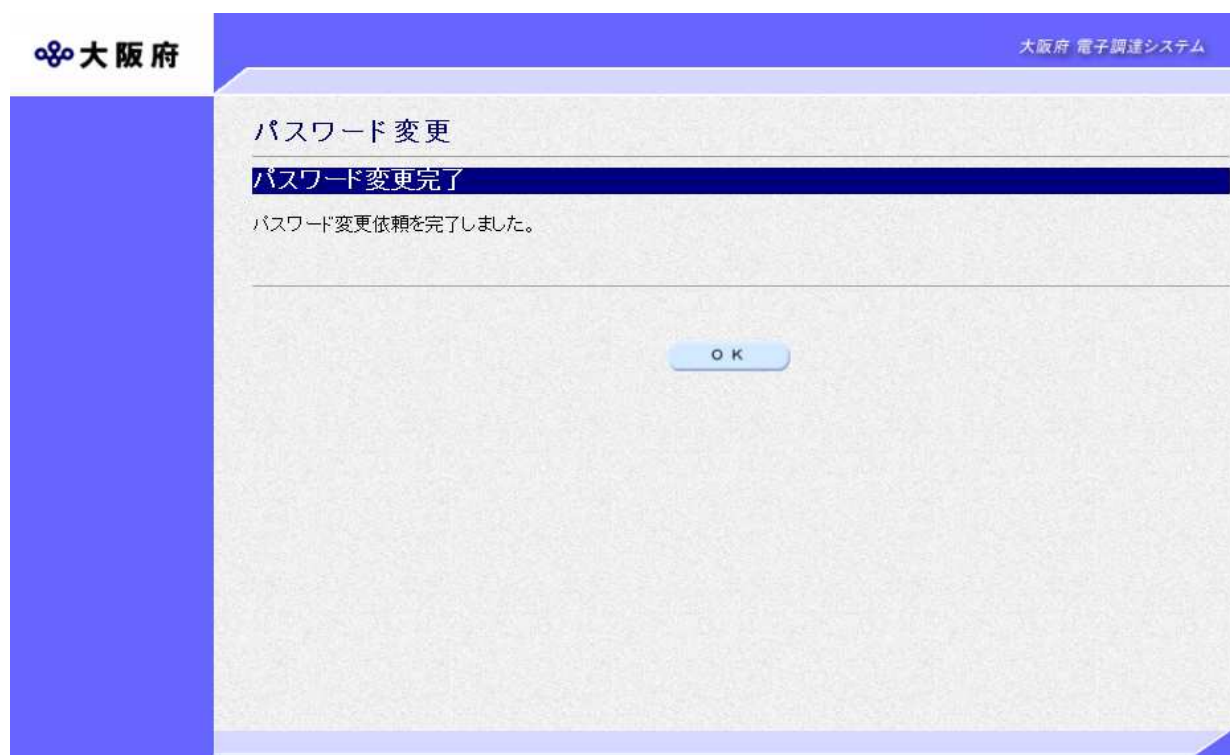 大阪府
大阪府 電子調達システム
パスワード変更
パスワード変更完了
パスワード変更依頼を完了しました。
OK